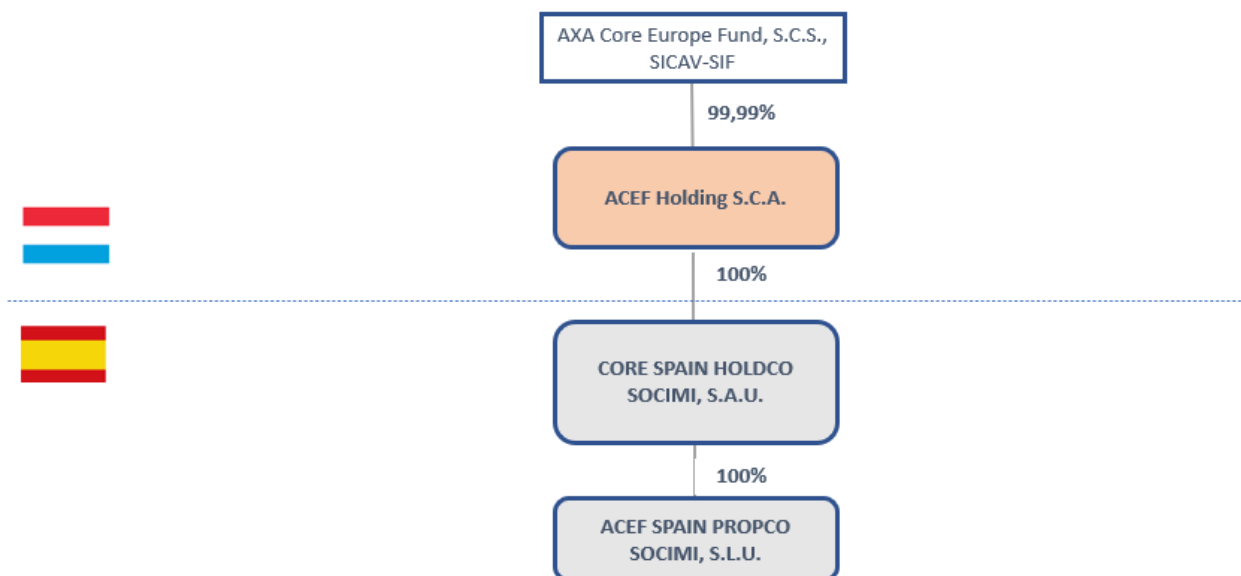 AXA Core Europe Fund, S.C.S.,
SICAV-SIF
99,99%
ACEF Holding S.C.A.
100%
CORE SPAIN HOLDCO
SOCIMI, S.A.U.
100%
ACEF SPAIN PROPCO
SOCIMI, S.L.U.